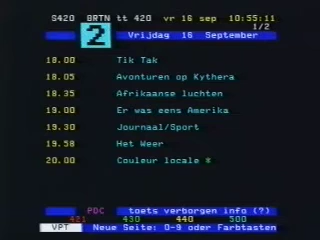 S420 BRTN tt 420 vr 16 sep 10:55:11
1/2
2 Vrijdag 16 September
18.00 Tik Tak
18.05 Avonturen op Kythera
18.35 Afrikaanse luchten
19.00 Er was eens Amerika
19.30 Journaal/Sport
19.58 Het Weer
20.00 Couleur locale *
PDC toets verborgen info (?)
421 430 440 500
VPT Neue Seite: 0-9 oder Farbtasten